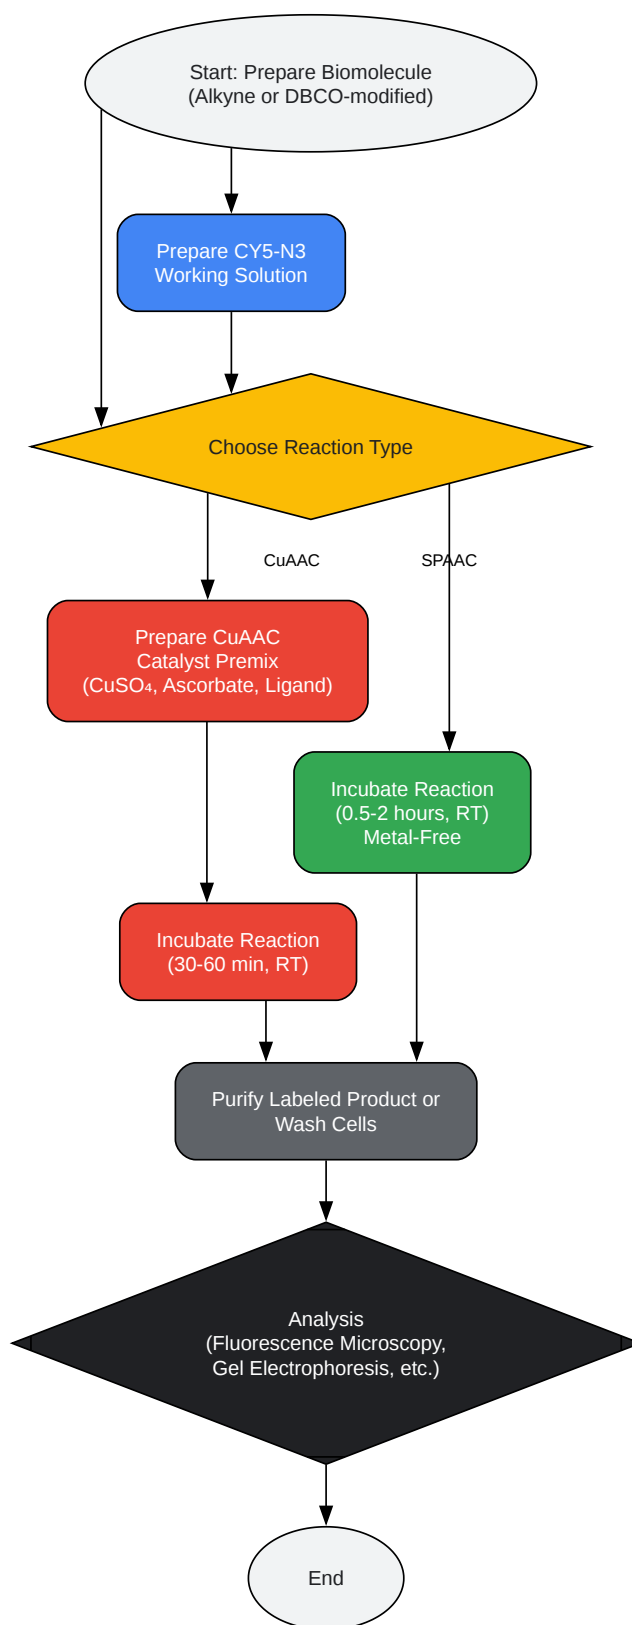 Start: Prepare Biomolecule
(Alkyne or DBCO-modified)
Prepare CY5-N3
Working Solution
Choose Reaction Type
CuAAC
SPAAC
Prepare CuAAC
Catalyst Premix
(CuSO₄, Ascorbate, Ligand)
Incubate Reaction
(0.5-2 hours, RT)
Metal-Free
Incubate Reaction
(30-60 min, RT)
Purify Labeled Product or
Wash Cells
Analysis
(Fluorescence Microscopy,
Gel Electrophoresis, etc.)
End